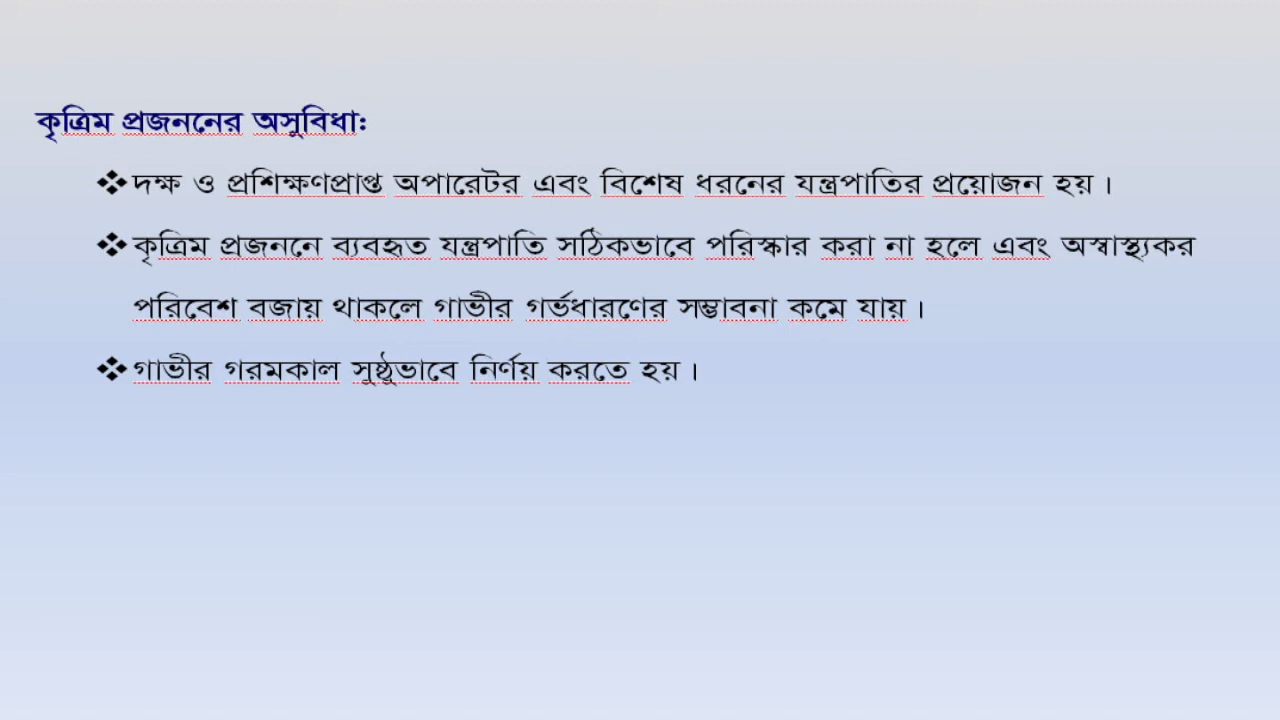 কৃত্রিম প্রজননের অসুবিধা:
❖দক্ষ ও প্রশিক্ষণপ্রাপ্ত অপারেটর এবং বিশেষ ধরনের যন্ত্রপাতির প্রয়োজন হয়।
❖কৃত্রিম প্রজননে ব্যবহৃত যন্ত্রপাতি সঠিকভাবে পরিস্কার করা না হলে এবং অস্বাস্থ্যকর
পরিবেশ বজায় থাকলে গাভীর গর্ভধারণের সম্ভাবনা কমে যায়।
❖গাভীর গরমকাল সুষ্ঠুভাবে নির্ণয় করতে হয়।